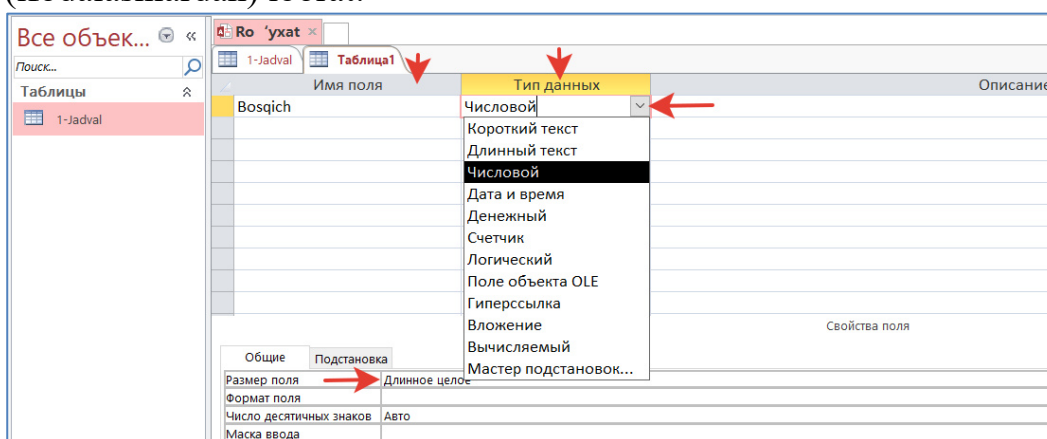 Все объек...
Поиск...
Таблицы
1-Jadval
Ro ‘yxat
1-Jadval Таблица1
Имя поля Тип данных Описание
Bosqich Числовой
Короткий текст
Длинный текст
Числовой
Дата и время
Денежный
Счетчик
Логический
Поле объекта OLE
Гиперссылка
Вложение
Вычисляемый
Мастер подстановок...
Свойства поля
Общие Подстановка
Размер поля Длинное целое
Формат поля
Число десятичных знаков Авто
Маска ввода